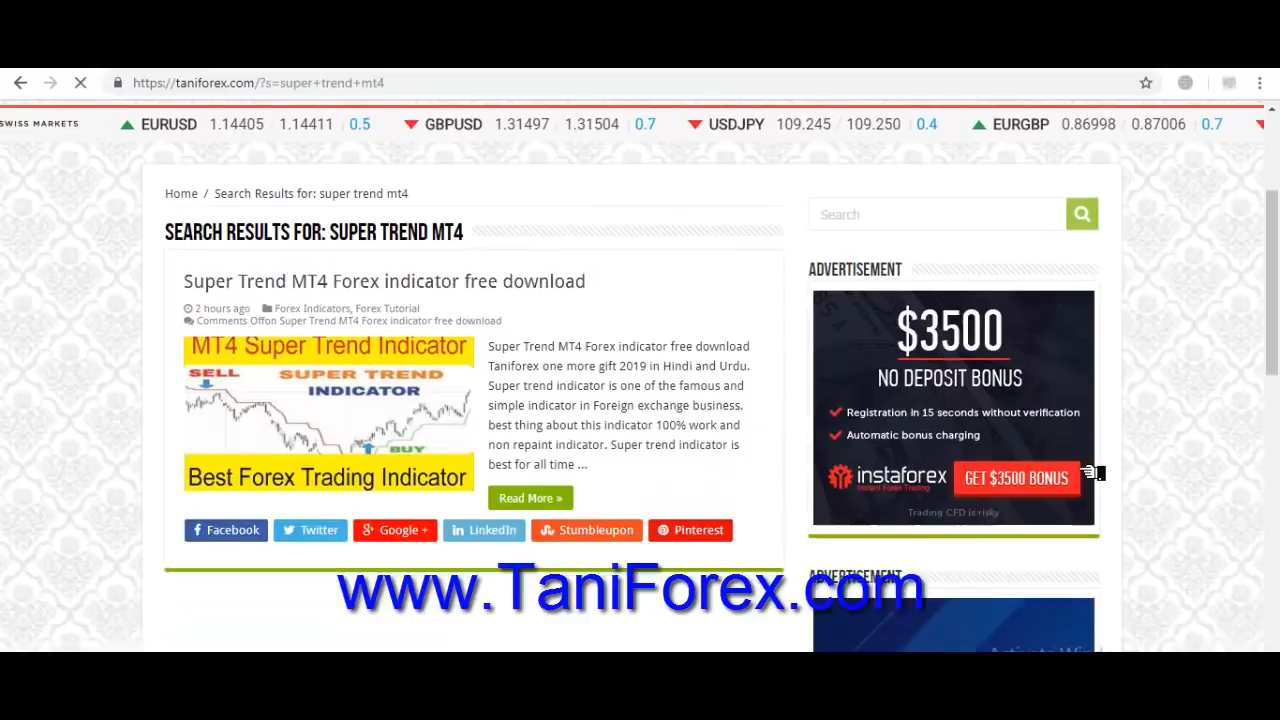 https://taniforex.com/?s=super+trend+mt4
SWISS MARKETS EURUSD 1.14405 / 1.14411 0.5 GBPUSD 1.31497 / 1.31504 0.7 USDJPY 109.245 / 109.250 0.4 EURGBP 0.86998 / 0.87006 0.7
Home / Search Results for: super trend mt4
Search
SEARCH RESULTS FOR: SUPER TREND MT4
ADVERTISEMENT
Super Trend MT4 Forex indicator free download
2 hours ago Forex Indicators, Forex Tutorial
Comments Offon Super Trend MT4 Forex indicator free download
MT4 Super Trend Indicator
SELL SUPER TREND
INDICATOR
BUY
Best Forex Trading Indicator
Super Trend MT4 Forex indicator free download
Taniforex one more gift 2019 in Hindi and Urdu.
Super trend indicator is one of the famous and
simple indicator in Foreign exchange business.
best thing about this indicator 100% work and
non repaint indicator. Super trend indicator is
best for all time ...
Read More »
Facebook Twitter Google + LinkedIn Stumbleupon Pinterest
$3500
NO DEPOSIT BONUS
Registration in 15 seconds without verification
Automatic bonus charging
instaforex
Instant Forex Trading
GET $3500 BONUS
Trading CFD is risky
ADVERTISEMENT
www.TaniForex.com